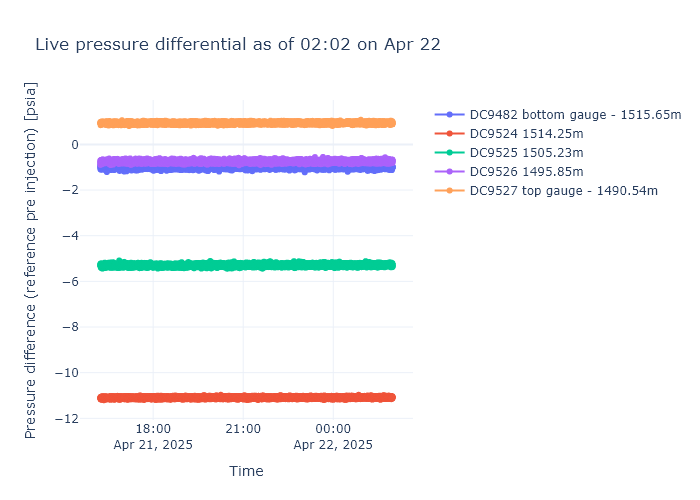 Live pressure differential as of 02:02 on Apr 22
Pressure difference (reference pre injection) [psia]
0
−2
−4
−6
−8
−10
−12
18:00
Apr 21, 2025
21:00
00:00
Apr 22, 2025
Time
DC9482 bottom gauge - 1515.65m
DC9524 1514.25m
DC9525 1505.23m
DC9526 1495.85m
DC9527 top gauge - 1490.54m